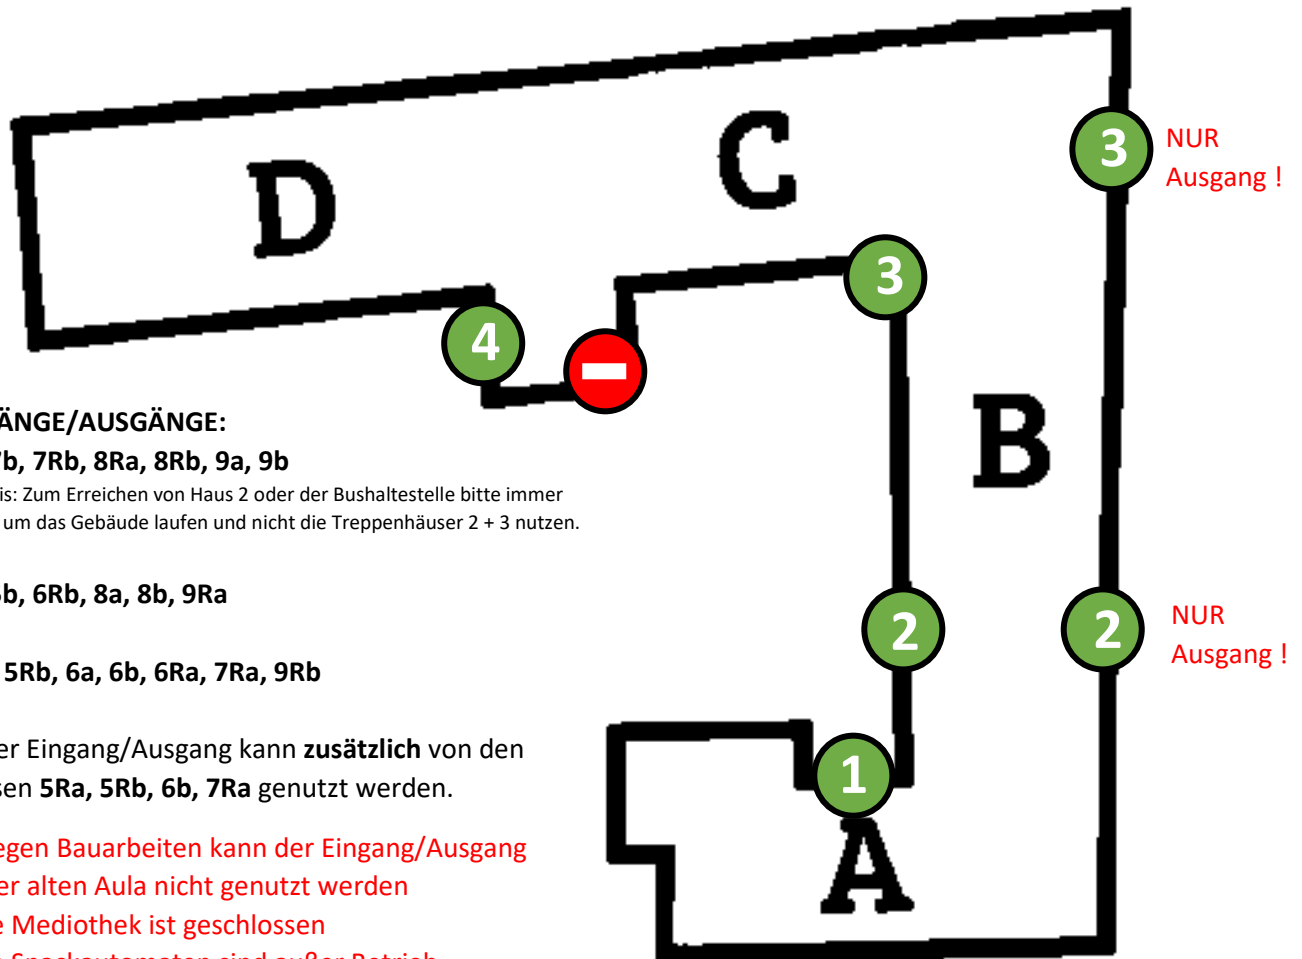 D
C
3
NUR
Ausgang !
3
4
B
ÄNGE/AUSGÄNGE:
7b, 7Rb, 8Ra, 8Rb, 9a, 9b
is: Zum Erreichen von Haus 2 oder der Bushaltestelle bitte immer
um das Gebäude laufen und nicht die Treppenhäuser 2 + 3 nutzen.
b, 6Rb, 8a, 8b, 9Ra
2
2
NUR
Ausgang !
5Rb, 6a, 6b, 6Ra, 7Ra, 9Rb
er Eingang/Ausgang kann zusätzlich von den
sen 5Ra, 5Rb, 6b, 7Ra genutzt werden.
1
A
egen Bauarbeiten kann der Eingang/Ausgang
er alten Aula nicht genutzt werden
e Mediothek ist geschlossen
Snackautomaten sind außer Betrieb